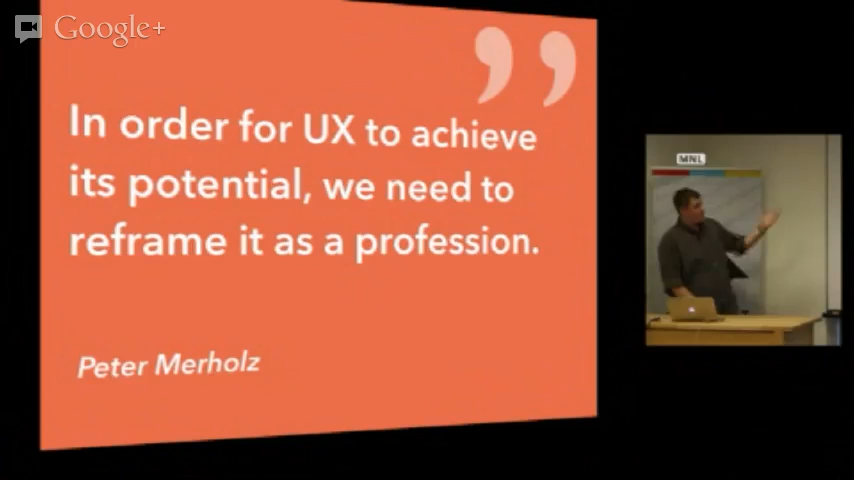 Google+
In order for UX to achieve
its potential, we need to
reframe it as a profession.
Peter Merholz
MNL